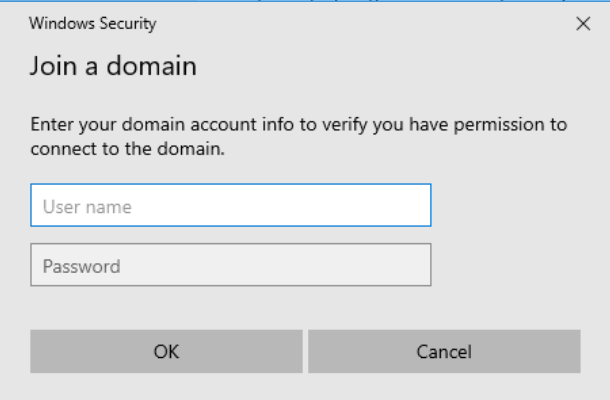 Windows Security
Join a domain
Enter your domain account info to verify you have permission to
connect to the domain.
User name
Password
OK
Cancel